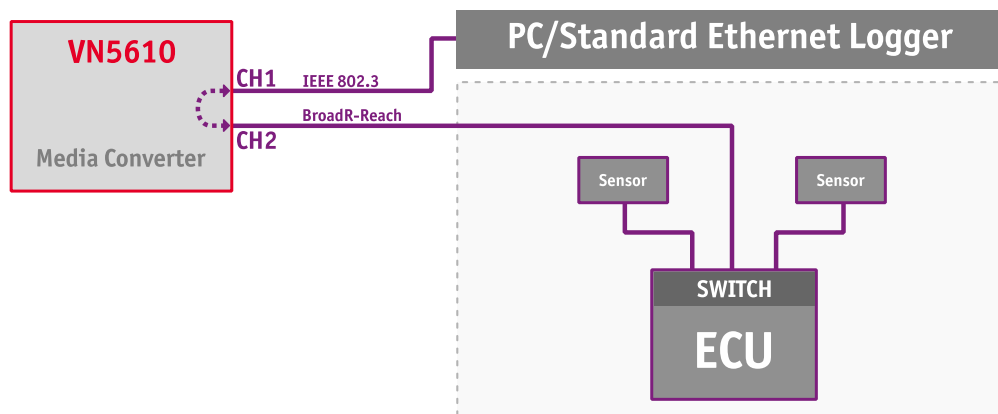 VN5610
PC/Standard Ethernet Logger
CH1
IEEE 802.3
BroadR-Reach
CH2
Media Converter
Sensor
Sensor
SWITCH
ECU